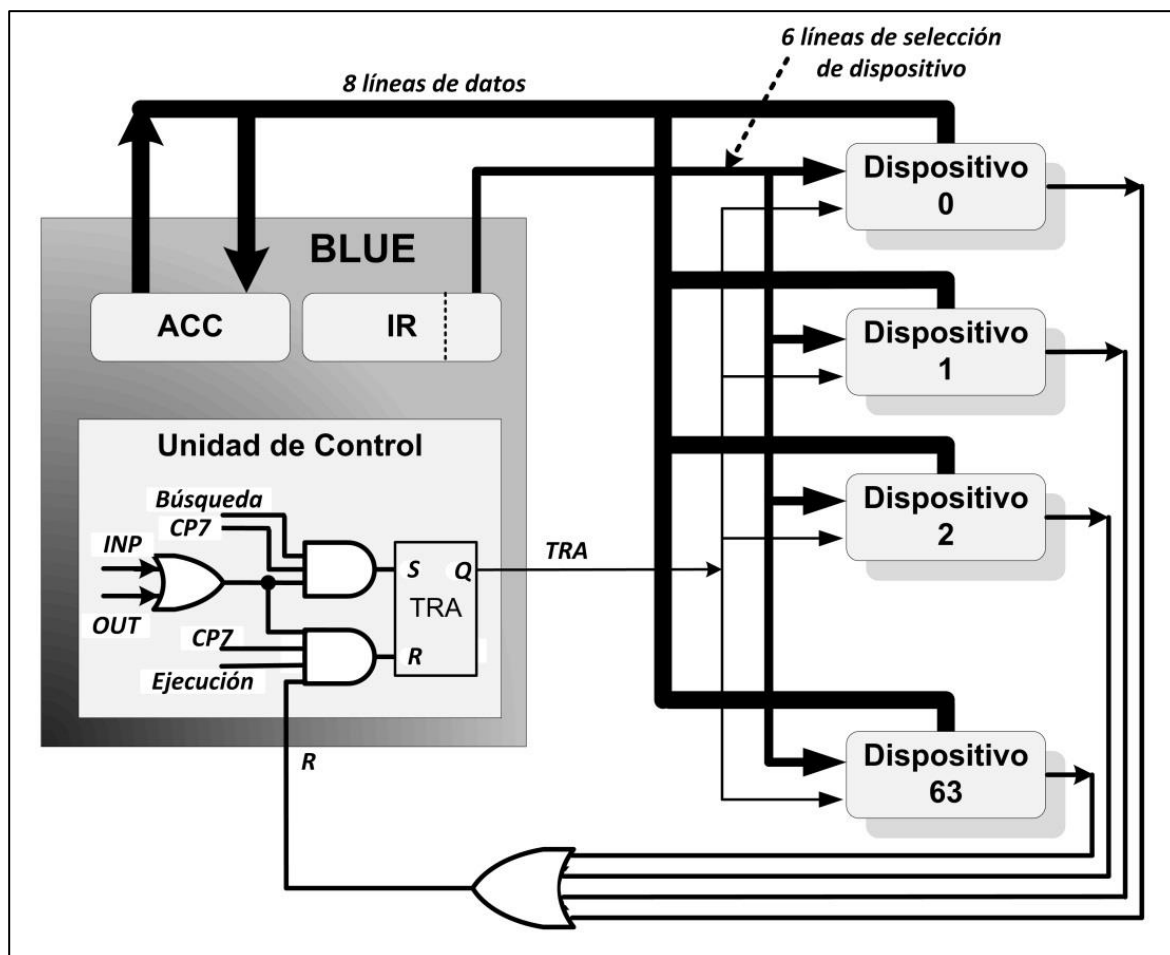 6 líneas de selección
de dispositivo
8 líneas de datos
Dispositivo
0
BLUE
ACC
IR
Dispositivo
1
Unidad de Control
Búsqueda
CP7
INP
OUT
S
Q
TRA
TRA
CP7
R
Ejecución
Dispositivo
2
R
Dispositivo
63